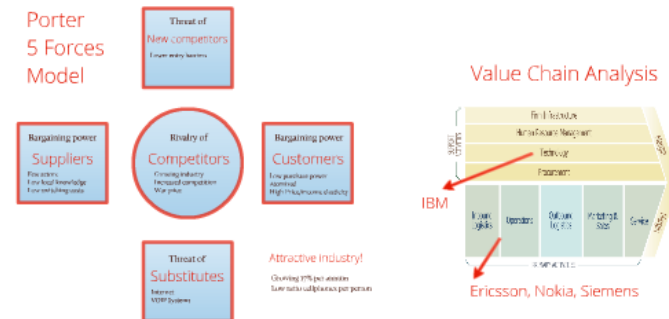 Porter
5 Forces
Model
Threat of
New competitors
Lower entry barriers
Bargaining power
Suppliers
Few actors
Low local knowledge
Low switching costs
Rivalry of
Competitors
Growing industry
Increased competition
War price
Bargaining power
Customers
Low purchase power
High Price/
Threat of
Substitutes
Internet
VOIP Systems
Attractive industry!
Growing per annum
Low ratio cellphones per person
Value Chain Analysis
Firm Infrastructure
Human Resource Management
Technology
Procurement
SUPPORT ACTIVITIES
Inbound
Logistics
Operations
Outbound
Logistics
Marketing &
Sales
Service
PRIMARY ACTIVITIES
IBM
Ericsson, Nokia, Siemens